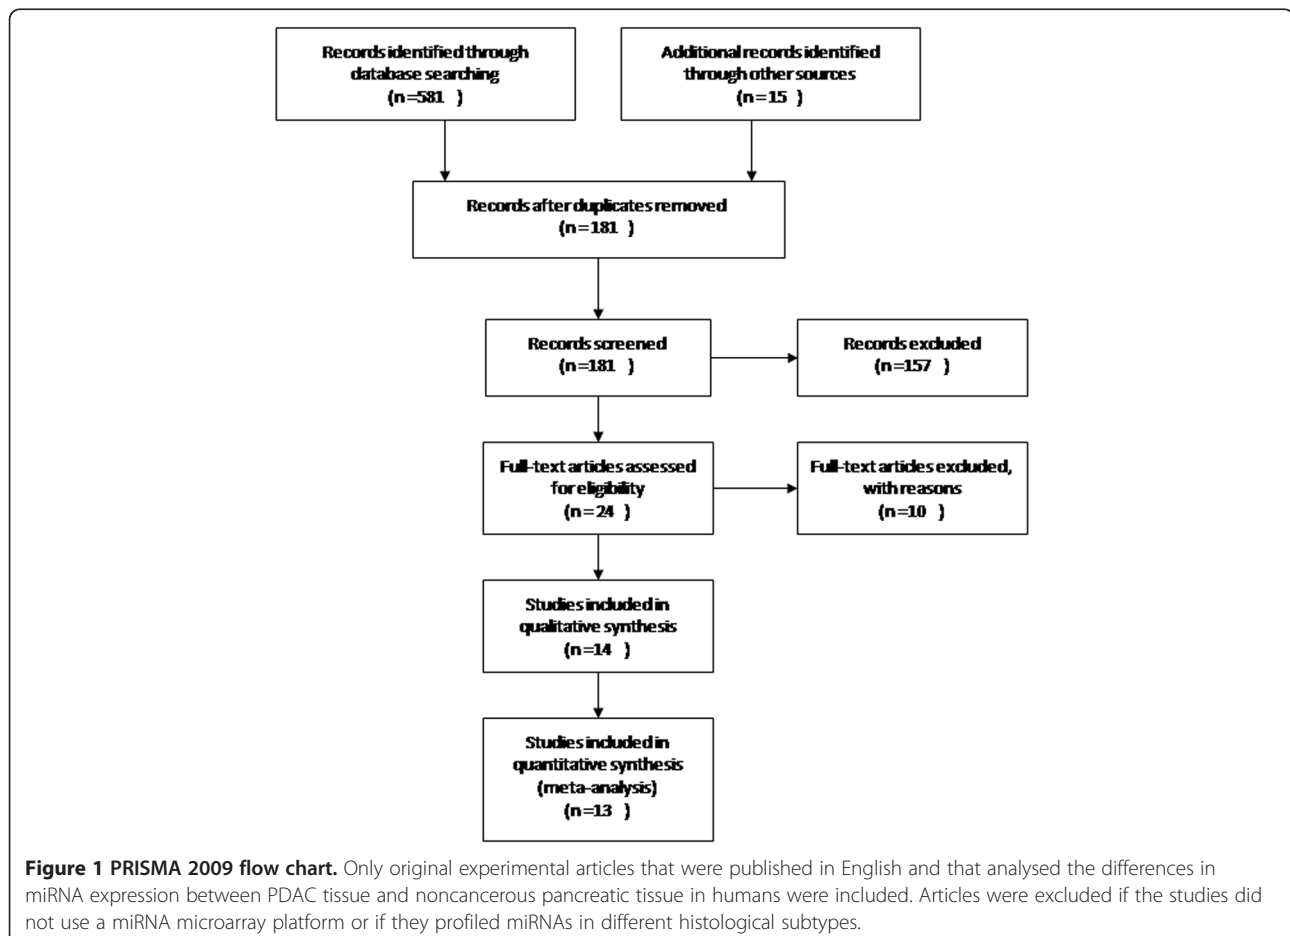 Records identified through
database searching
(n=581 )
Additional records identified
through other sources
(n=15 )
Records after duplicates removed
(n=181 )
Records screened
(n=181 )
Records excluded
(n=157 )
Full-text articles assessed
for eligibility
(n=24 )
Full-text articles excluded,
with reasons
(n=10 )
Studies included in
qualitative synthesis
(n=14 )
Studies included in
quantitative synthesis
(meta-analysis)
(n=13 )
Figure 1 PRISMA 2009 flow chart. Only original experimental articles that were published in English and that analysed the differences in
miRNA expression between PDAC tissue and noncancerous pancreatic tissue in humans were included. Articles were excluded if the studies did
not use a miRNA microarray platform or if they profiled miRNAs in different histological subtypes.